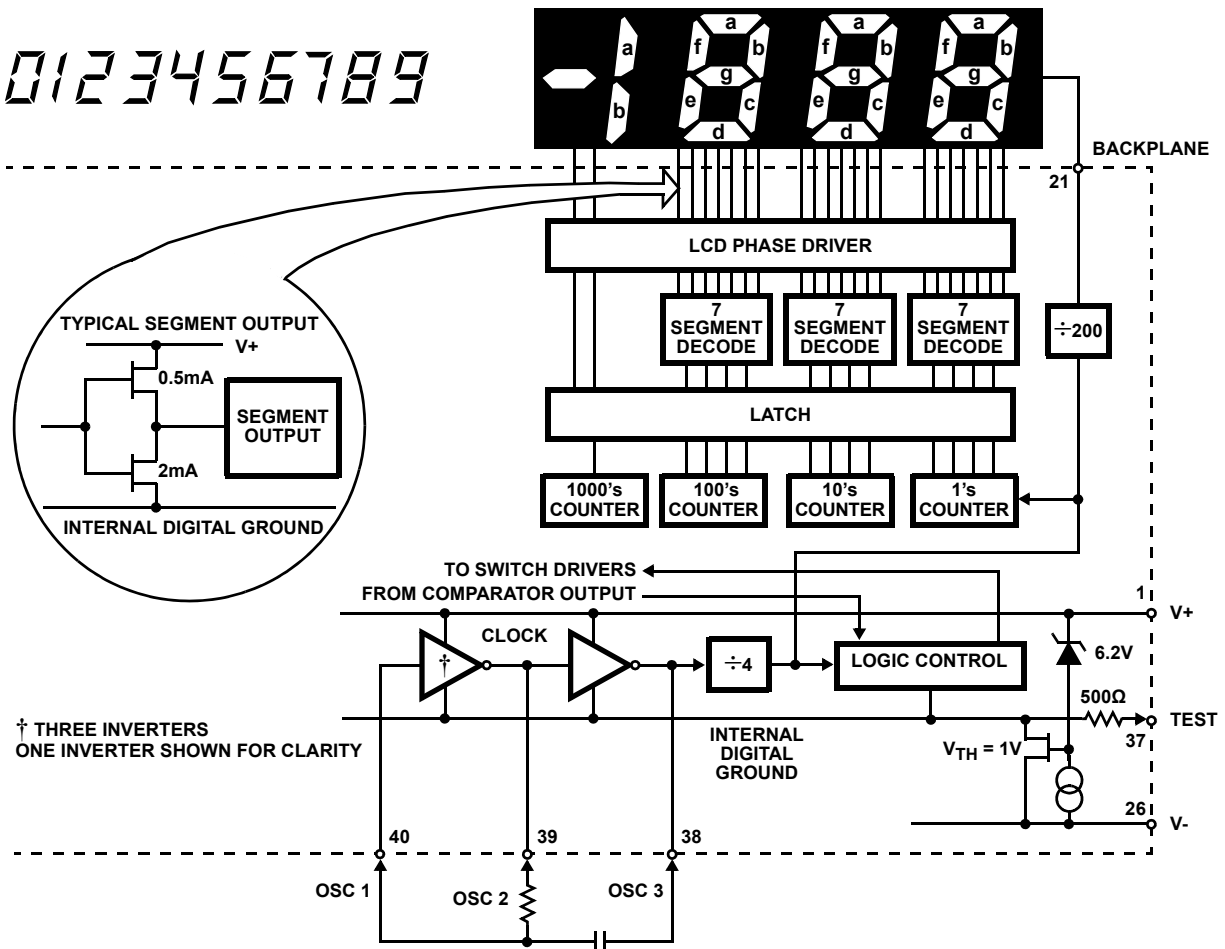 0123456789
a
b
a
b
c
d
e
f
g
a
b
c
d
e
f
g
a
b
c
d
e
f
g
BACKPLANE
21
LCD PHASE DRIVER
7
SEGMENT
DECODE
7
SEGMENT
DECODE
7
SEGMENT
DECODE
÷200
LATCH
1000's
COUNTER
100's
COUNTER
10's
COUNTER
1's
COUNTER
TYPICAL SEGMENT OUTPUT
V+
0.5mA
SEGMENT
OUTPUT
2mA
INTERNAL DIGITAL GROUND
TO SWITCH DRIVERS
FROM COMPARATOR OUTPUT
1
V+
CLOCK
†
÷4
LOGIC CONTROL
6.2V
500Ω
TEST
37
† THREE INVERTERS
ONE INVERTER SHOWN FOR CLARITY
INTERNAL
DIGITAL
GROUND
VTH = 1V
26
V-
40
39
38
OSC 1
OSC 2
OSC 3